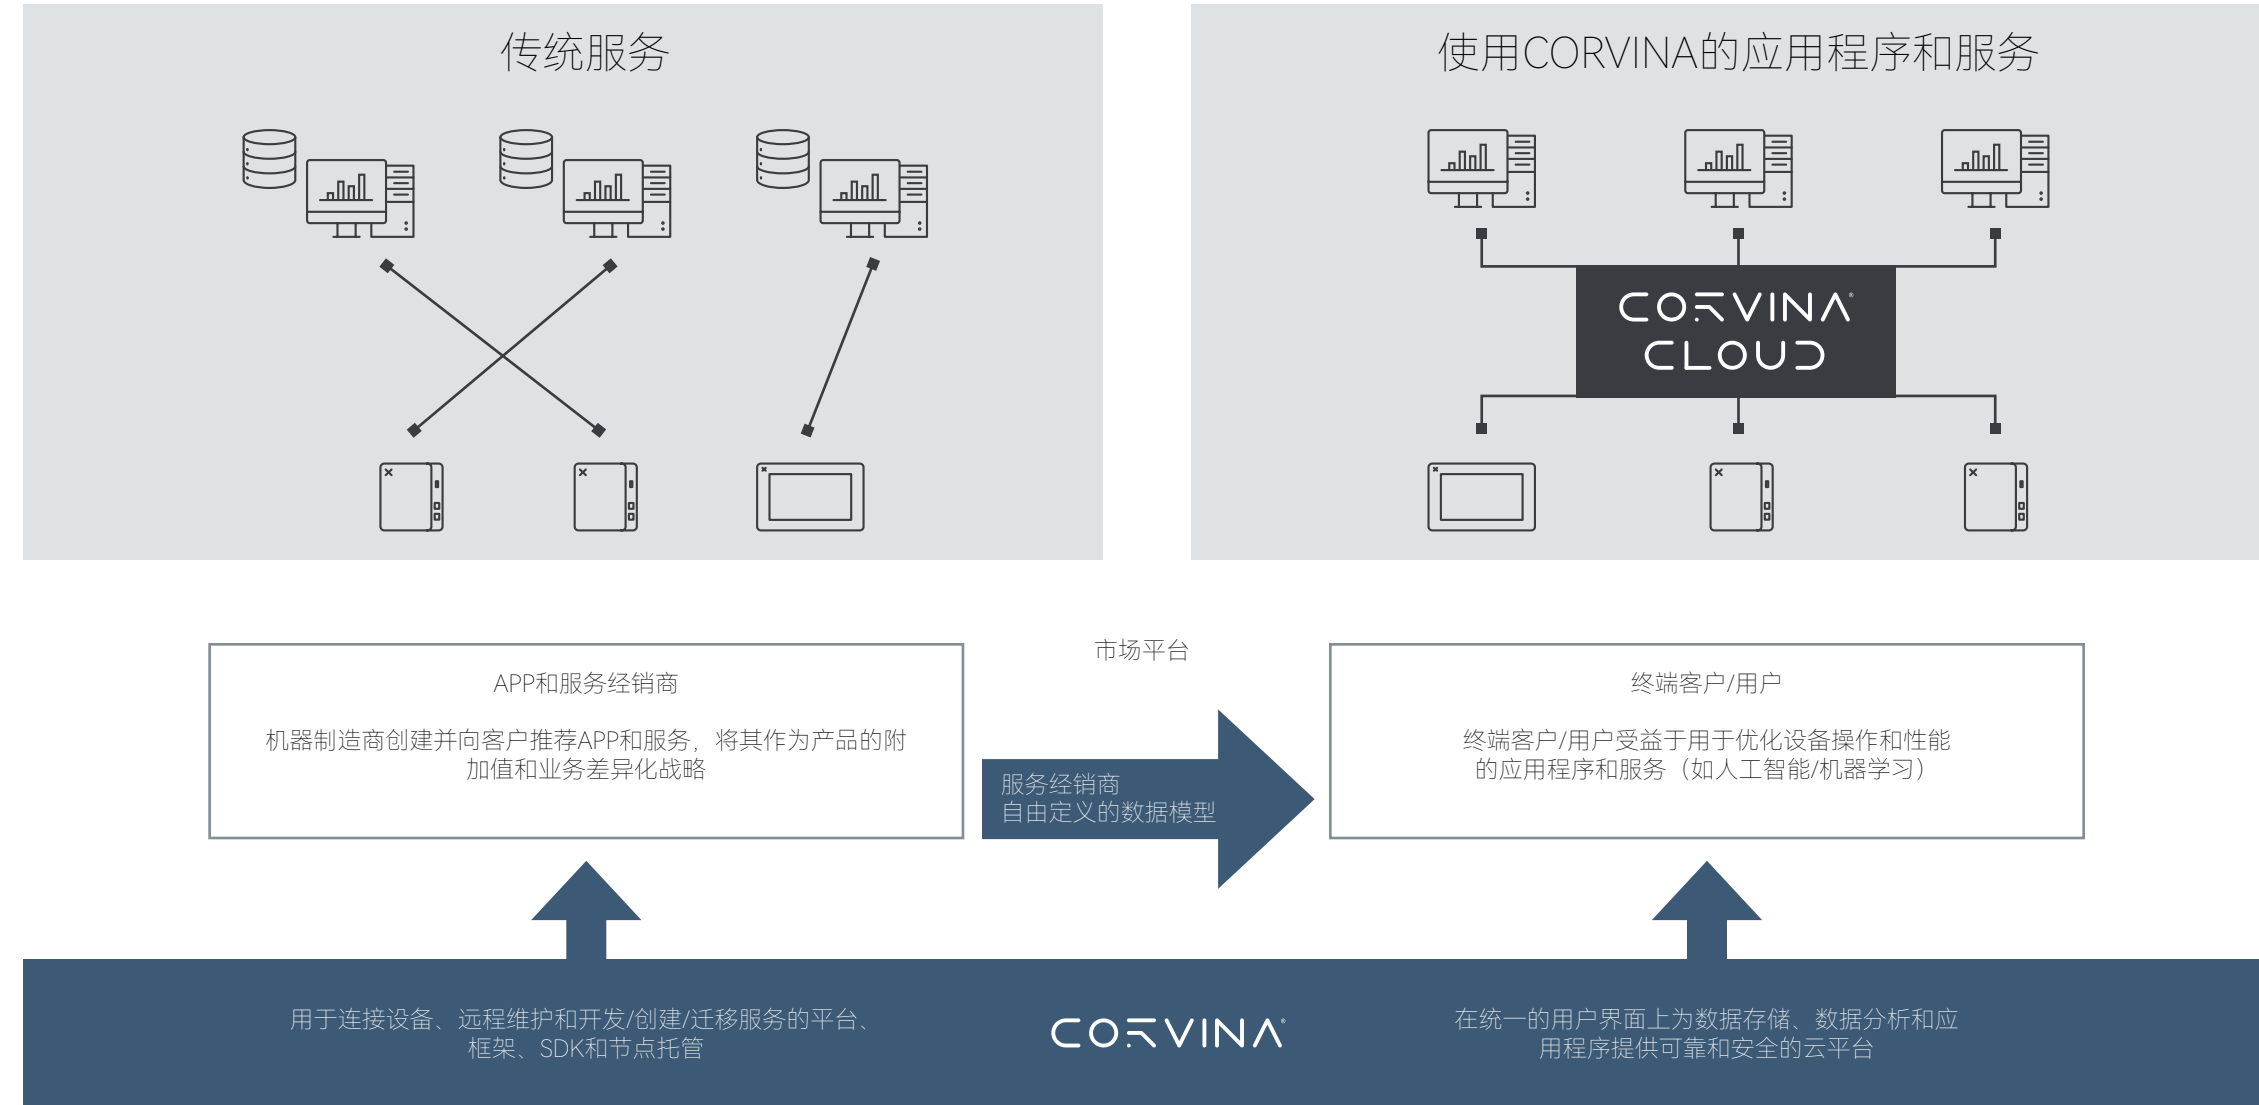 传统服务
使用CORVINA的应用程序和服务
CORVINA®
CLOUD
市场平台
APP和服务经销商
机器制造商创建并向客户推荐APP和服务，将其作为产品的附
加值和业务差异化战略
服务经销商
自由定义的数据模型
终端客户/用户
终端客户/用户受益于用于优化设备操作和性能
的应用程序和服务（如人工智能/机器学习）
用于连接设备、远程维护和开发/创建/迁移服务的平台、
框架、SDK和节点托管
CORVINA®
在统一的用户界面上为数据存储、数据分析和应
用程序提供可靠和安全的云平台